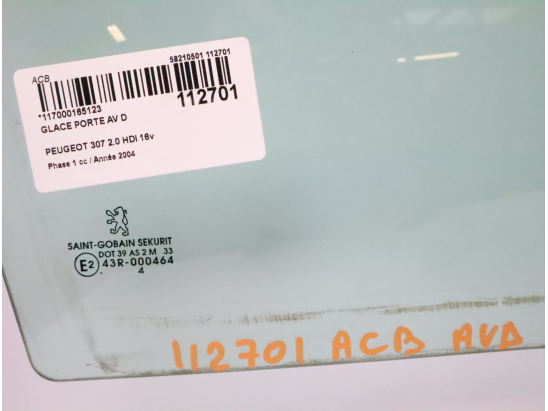 ACB
58210501 112701
*117000165123
112701
GLACE PORTE AV D
PEUGEOT 307 2.0 HDI 16v
Phase 1 cc / Année 2004
SAINT-GOBAIN SEKURIT
DOT 39 AS 2 M 33
E2 43R-000464
. 4
112701 ACB AVD